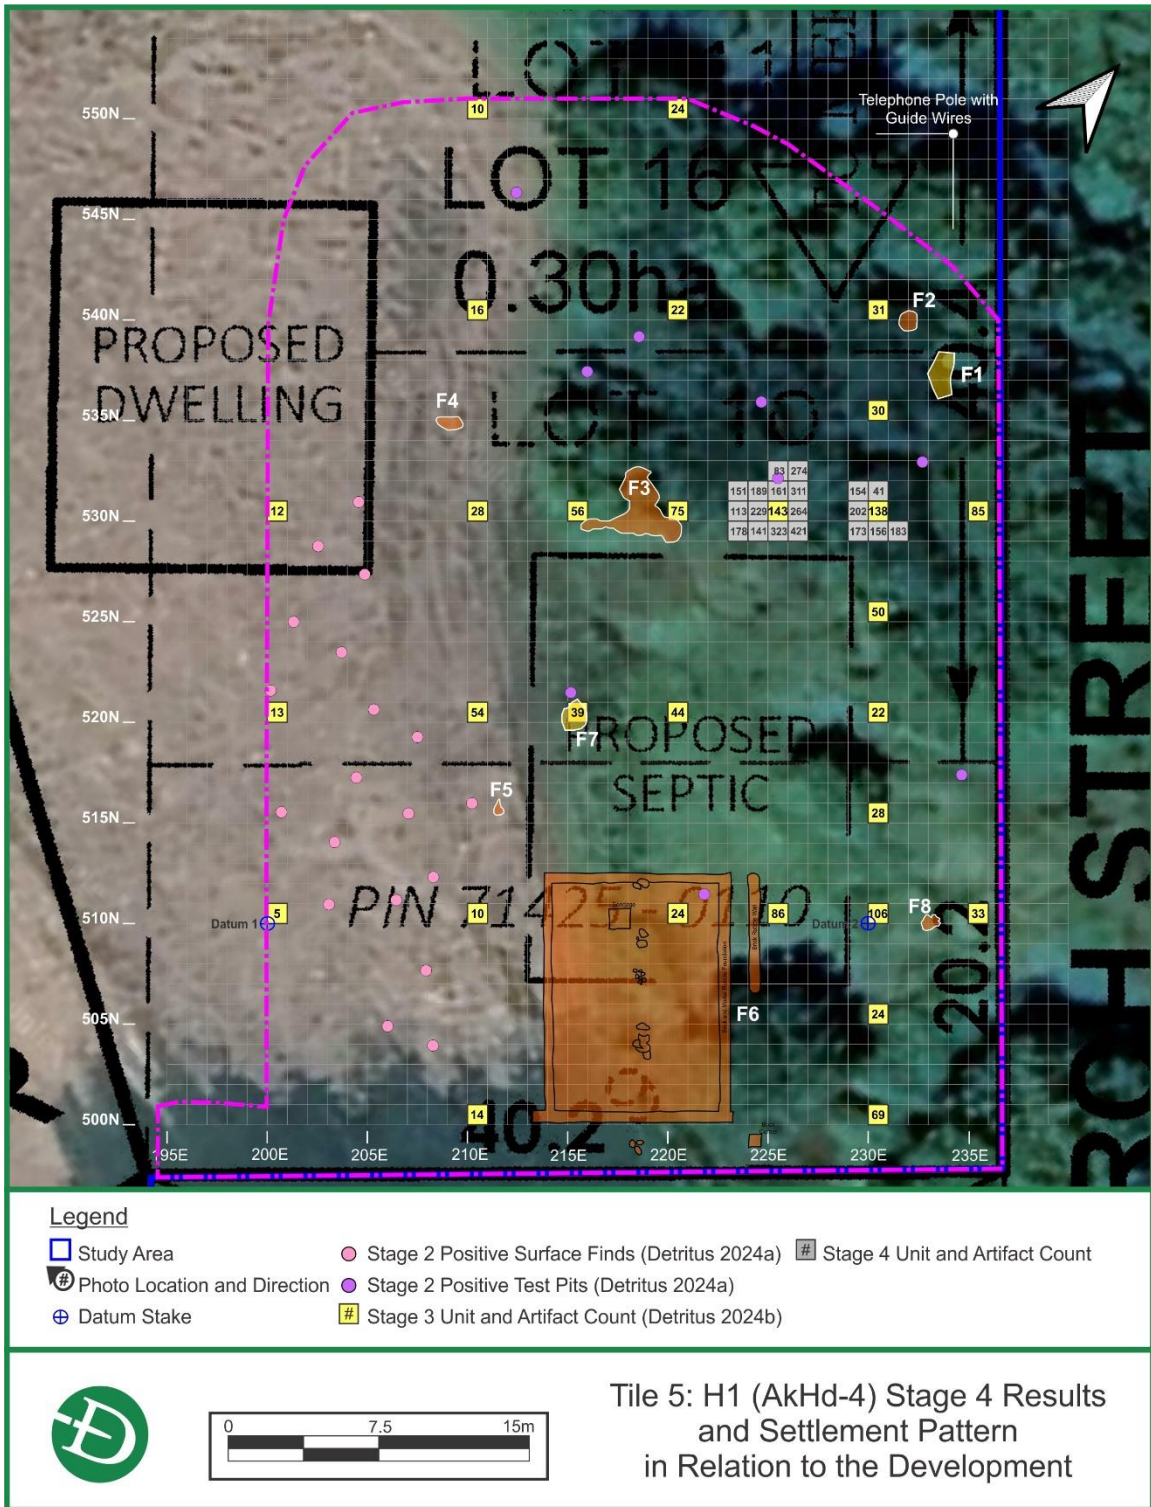 LOT 11
550N
10
24
Telephone Pole with
Guide Wires
LOT 16
545N
0.30ha
540N
16
22
31
F2
PROPOSED
DWELLING
F1
F4
535N
30
LOT 10
83 274
F3
151 189 161 311
154 41
530N
12
28
56
75
113 229 143 264
202 138
85
178 141 323 421
173 156 183
525N
50
520N
13
54
39
44
22
F7
PROPOSED
SEPTIC
F5
515N
28
PIN 71425-0110
510N
Datum 1
5
10
24
86
106
F8
33
20.2
505N
F6
24
500N
14
40.2
69
195E
200E
205E
210E
215E
220E
225E
230E
235E
ROH STREET
Legend
Study Area
Stage 2 Positive Surface Finds (Detritus 2024a)
# Stage 4 Unit and Artifact Count
# Photo Location and Direction
Stage 2 Positive Test Pits (Detritus 2024a)
Datum Stake
# Stage 3 Unit and Artifact Count (Detritus 2024b)
0 7.5 15m
Tile 5: H1 (AkHd-4) Stage 4 Results
and Settlement Pattern
in Relation to the Development